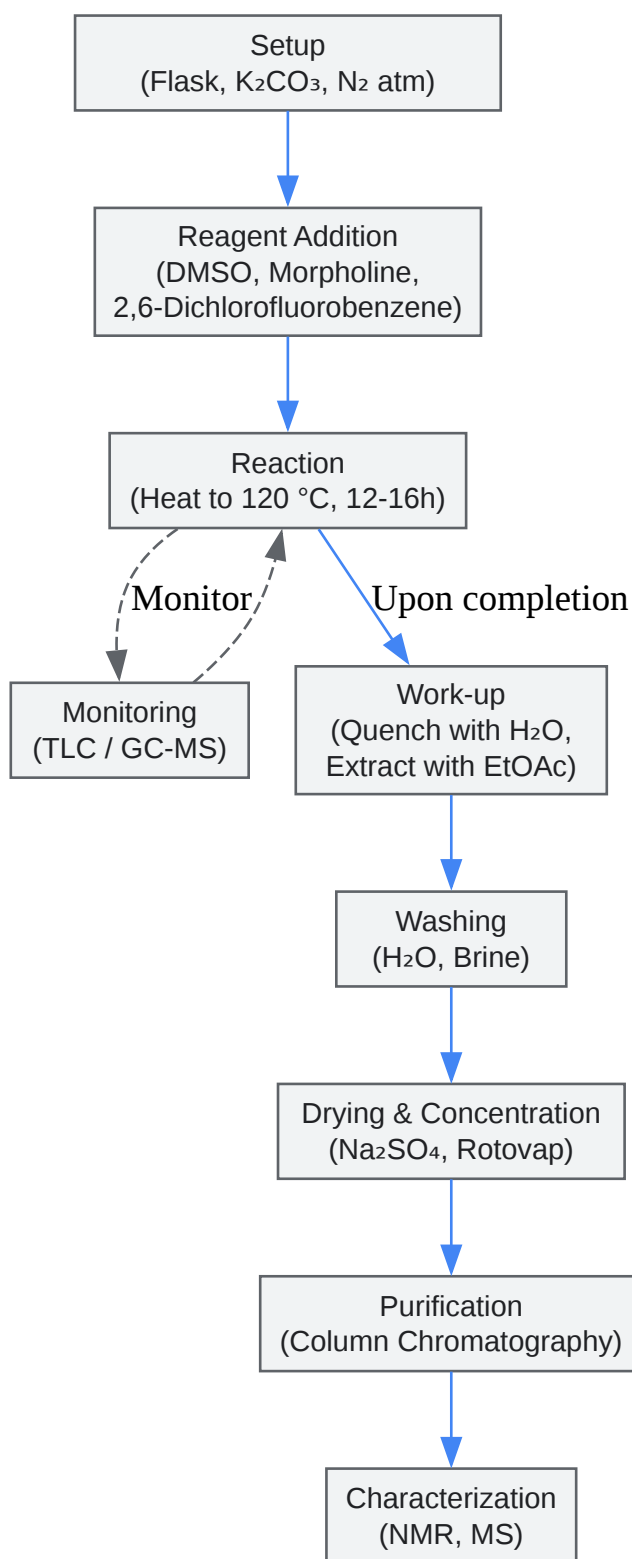 Setup
(Flask, K₂CO₃, N₂ atm)
Reagent Addition
(DMSO, Morpholine,
2,6-Dichlorofluorobenzene)
Reaction
(Heat to 120 °C, 12-16h)
Monitor
Upon completion
Monitoring
(TLC / GC-MS)
Work-up
(Quench with H₂O,
Extract with EtOAc)
Washing
(H₂O, Brine)
Drying & Concentration
(Na₂SO₄, Rotovap)
Purification
(Column Chromatography)
Characterization
(NMR, MS)